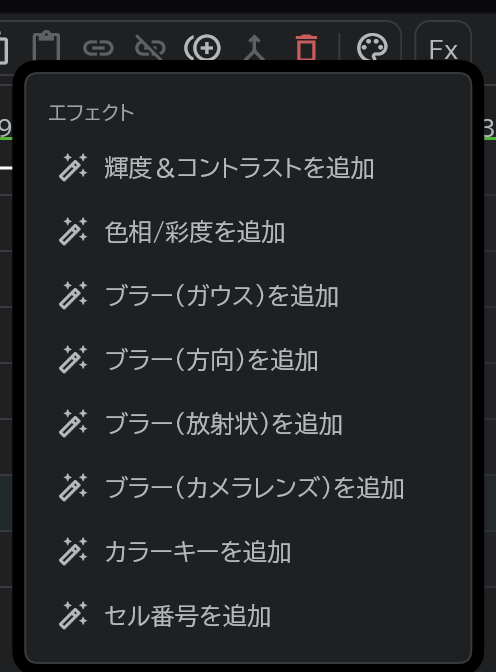 Fx
エフェクト
輝度&コントラストを追加
色相/彩度を追加
ブラー(ガウス)を追加
ブラー(方向)を追加
ブラー(放射状)を追加
ブラー(カメラレンズ)を追加
カラーキーを追加
セル番号を追加